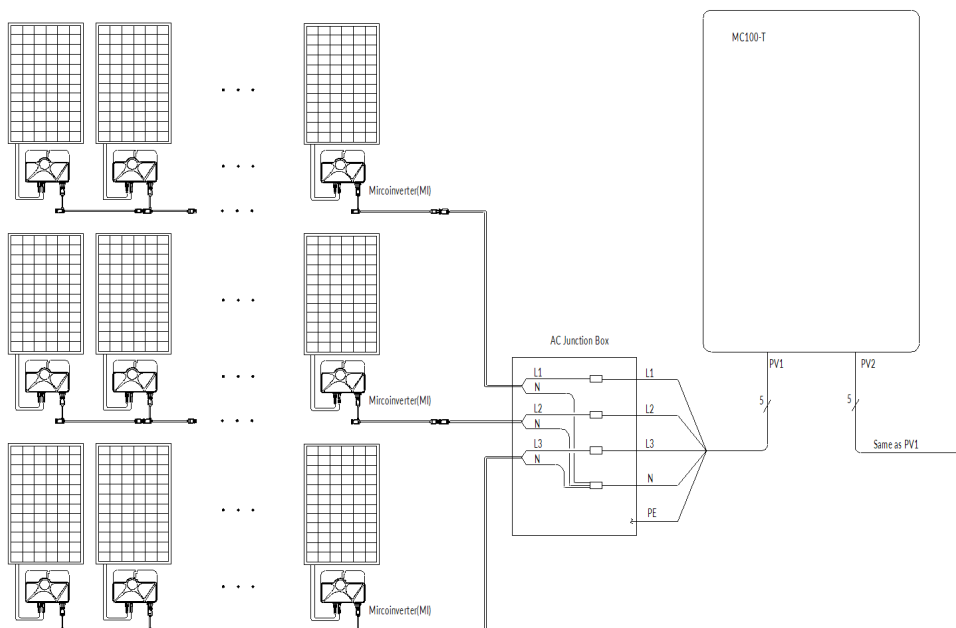 MC100-T
Mircoinverter(MI)
AC Junction Box
PV1
PV2
L1
N
L1
5
5
Mircoinverter(MI)
L2
N
L2
L3
N
L3
Same as PV1
N
PE
Mircoinverter(MI)